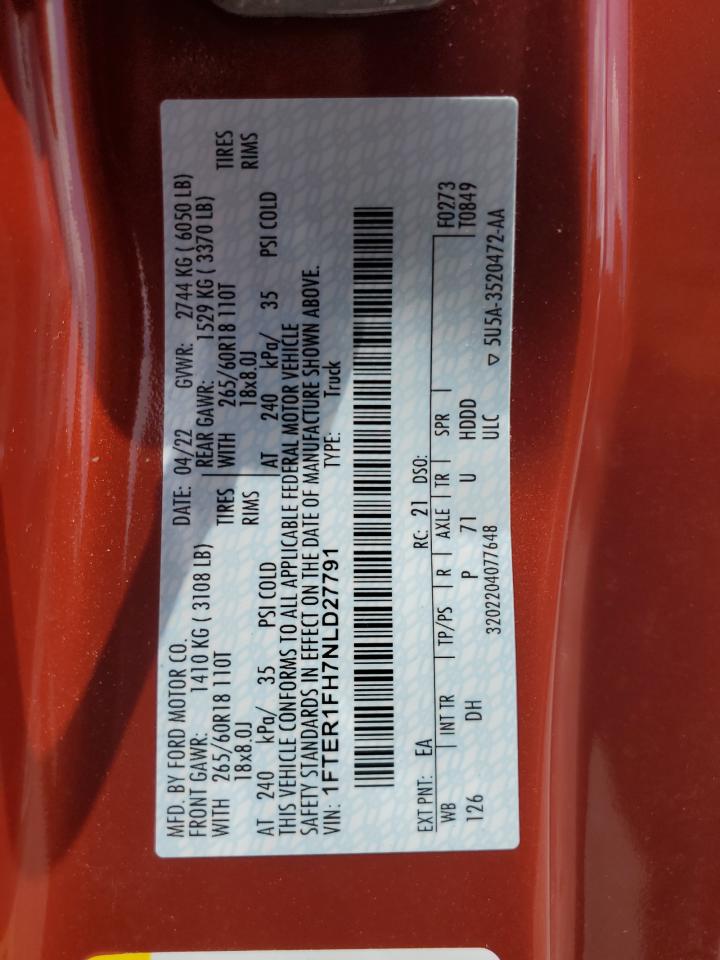 MFD. BY FORD MOTOR CO.
DATE: 04/22 GVWR: 2744 KG ( 6050 LB)
FRONT GAWR: 1410 KG ( 3108 LB) REAR GAWR: 1529 KG ( 3370 LB)
WITH 265/60R18 110T TIRES WITH 265/60R18 110T TIRES
18x8.0J RIMS 18x8.0J RIMS
AT 240 kPa/ 35 PSI COLD AT 240 kPa/ 35 PSI COLD
THIS VEHICLE CONFORMS TO ALL APPLICABLE FEDERAL MOTOR VEHICLE
SAFETY STANDARDS IN EFFECT ON THE DATE OF MANUFACTURE SHOWN ABOVE.
VIN: 1FTER1FH7NLD27791 TYPE: Truck
F0273
EXT PNT: EA RC: 21 DSO: T0849
WB INT TR TP/PS R AXLE TR SPR
126 DH P 71 U HDDD
ULC
3202204077648 ▽ 5U5A-3520472-AA